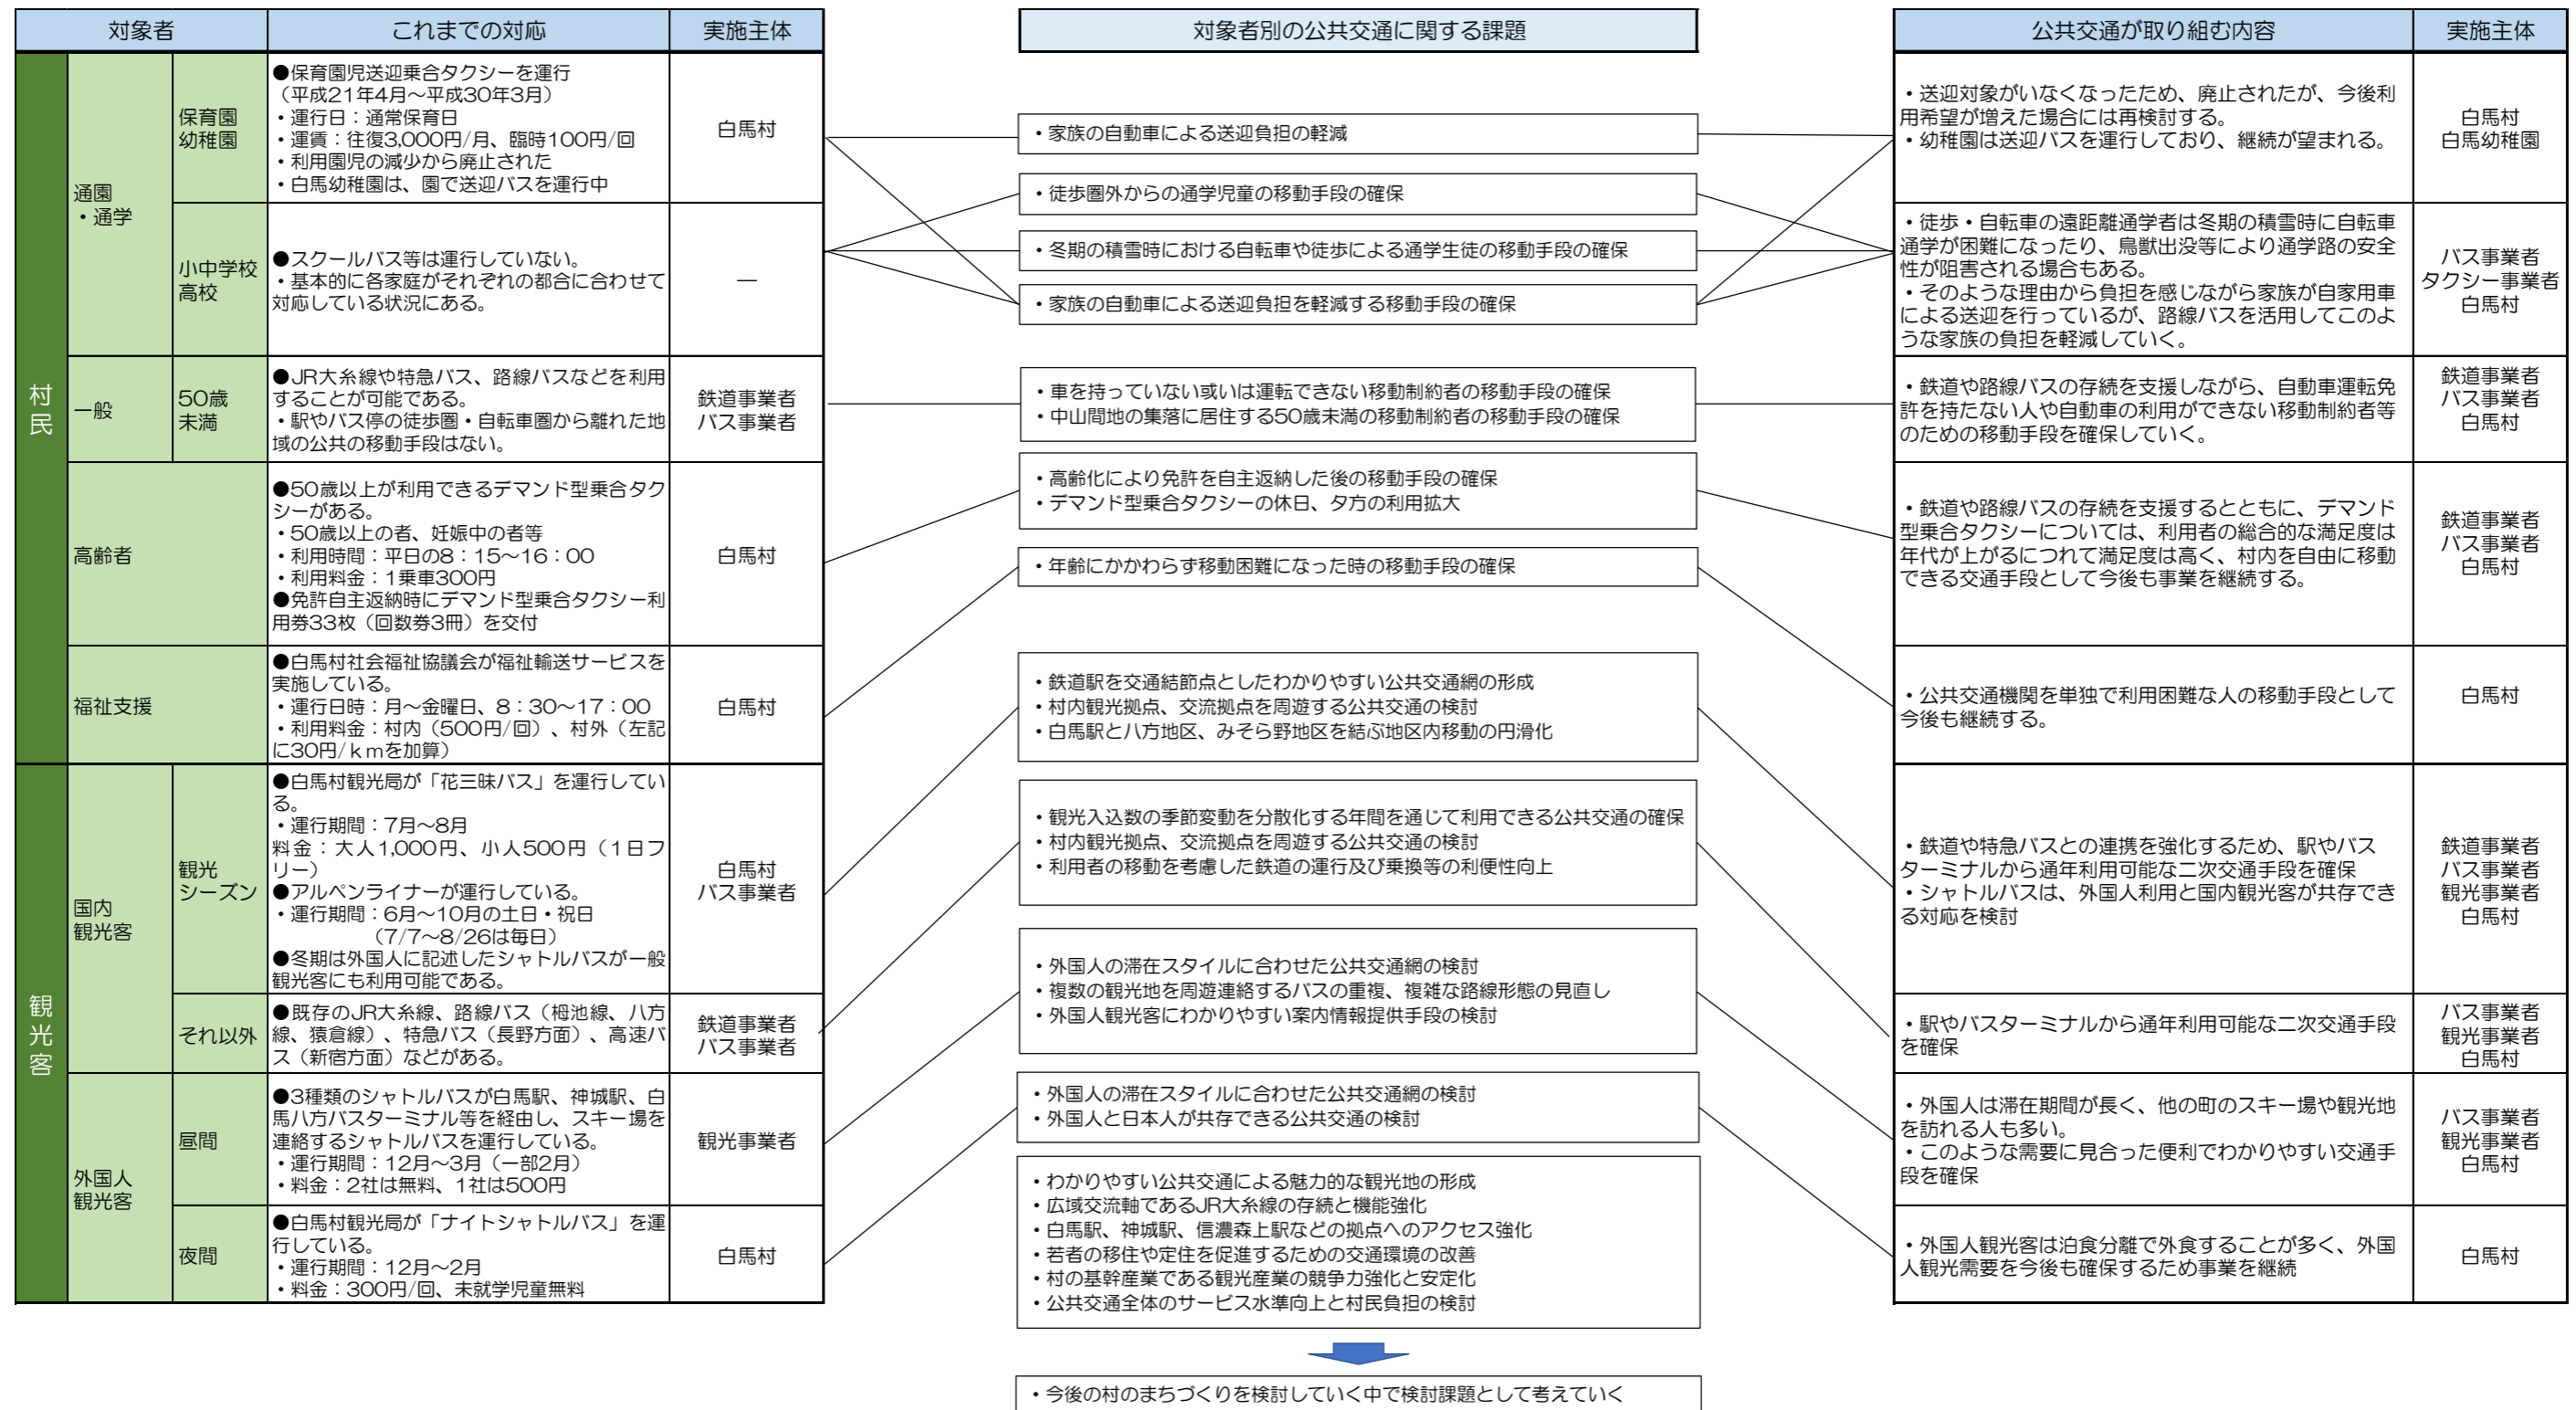 対象者
これまでの対応
実施主体
村民
通園
・通学
保育園
幼稚園
●保育園児送迎乗合タクシーを運行
（平成21年4月～平成30年3月）
・運行日：通常保育日
・運賃：往復3,000円/月、臨時100円/回
・利用園児の減少から廃止された
・白馬幼稚園は、園で送迎バスを運行中
白馬村
小中学校
高校
●スクールバス等は運行していない。
・基本的に各家庭がそれぞれの都合に合わせて
対応している状況にある。
―
一般
50歳
未満
●JR大糸線や特急バス、路線バスなどを利用
することが可能である。
・駅やバス停の徒歩圏・自転車圏から離れた地
域の公共の移動手段はない。
鉄道事業者
バス事業者
高齢者
●50歳以上が利用できるデマンド型乗合タク
シーがある。
・50歳以上の者、妊娠中の者等
・利用時間：平日の8：15～16：00
・利用料金：1乗車300円
●免許自主返納時にデマンド型乗合タクシー利
用券33枚（回数券3冊）を交付
白馬村
福祉支援
●白馬村社会福祉協議会が福祉輸送サービスを
実施している。
・運行日時：月～金曜日、8：30～17：00
・利用料金：村内（500円/回）、村外（左記
に30円/ｋｍを加算）
白馬村
観光客
国内
観光客
観光
シーズン
●白馬村観光局が「花三昧バス」を運行してい
る。
・運行期間：7月～8月
料金：大人1,000円、小人500円（1日フ
リー）
●アルペンライナーが運行している。
・運行期間：6月～10月の土日・祝日
（7/7～8/26は毎日）
●冬期は外国人に記述したシャトルバスが一般
観光客にも利用可能である。
白馬村
バス事業者
それ以外
●既存のJR大糸線、路線バス（栂池線、八方
線、猿倉線）、特急バス（長野方面）、高速バ
ス（新宿方面）などがある。
鉄道事業者
バス事業者
外国人
観光客
昼間
●3種類のシャトルバスが白馬駅、神城駅、白
馬八方バスターミナル等を経由し、スキー場を
連絡するシャトルバスを運行している。
・運行期間：12月～3月（一部2月）
・料金：2社は無料、1社は500円
観光事業者
夜間
●白馬村観光局が「ナイトシャトルバス」を運
行している。
・運行期間：12月～2月
・料金：300円/回、未就学児童無料
白馬村
対象者別の公共交通に関する課題
・家族の自動車による送迎負担の軽減
・徒歩圏外からの通学児童の移動手段の確保
・冬期の積雪時における自転車や徒歩による通学生徒の移動手段の確保
・家族の自動車による送迎負担を軽減する移動手段の確保
・車を持っていない或いは運転できない移動制約者の移動手段の確保
・中山間地の集落に居住する50歳未満の移動制約者の移動手段の確保
・高齢化により免許を自主返納した後の移動手段の確保
・デマンド型乗合タクシーの休日、夕方の利用拡大
・年齢にかかわらす移動困難になった時の移動手段の確保
・鉄道駅を交通結節点としたわかりやすい公共交通網の形成
・村内観光拠点、交流拠点を周遊する公共交通の検討
・白馬駅と八方地区、みそら野地区を結ぶ地区内移動の円滑化
・観光入込数の季節変動を分散化する年間を通じて利用できる公共交通の確保
・村内観光拠点、交流拠点を周遊する公共交通の検討
・利用者の移動を考慮した鉄道の運行及び乗換等の利便性向上
・外国人の滞在スタイルに合わせた公共交通網の検討
・複数の観光地を周遊連絡するバスの重複、複雑な路線形態の見直し
・外国人観光客にわかりやすい案内情報提供手段の検討
・外国人の滞在スタイルに合わせた公共交通網の検討
・外国人と日本人が共存できる公共交通の検討
・わかりやすい公共交通による魅力的な観光地の形成
・広域交流軸であるJR大糸線の存続と機能強化
・白馬駅、神城駅、信濃森上駅などの拠点へのアクセス強化
・若者の移住や定住を促進するための交通環境の改善
・村の基幹産業である観光産業の競争力強化と安定化
・公共交通全体のサービス水準向上と村民負担の検討
・今後の村のまちづくりを検討していく中で検討課題として考えていく
公共交通が取り組む内容
実施主体
・送迎対象がいなくなったため、廃止されたが、今後利
用希望が増えた場合には再検討する。
・幼稚園は送迎バスを運行しており、継続が望まれる。
白馬村
白馬幼稚園
・徒歩・自転車の遠距離通学者は冬期の積雪時に自転車
通学が困難になったり、鳥獣出没等により通学路の安全
性が阻害される場合もある。
・そのような理由から負担を感じながら家族が自家用車
による送迎を行っているが、路線バスを活用してこのよ
うな家族の負担を軽減していく。
バス事業者
タクシー事業者
白馬村
・鉄道や路線バスの存続を支援しながら、自動車運転免
許を持たない人や自動車の利用ができない移動制約者等
のための移動手段を確保していく。
鉄道事業者
バス事業者
白馬村
・鉄道や路線バスの存続を支援するとともに、デマンド
型乗合タクシーについては、利用者の総合的な満足度は
年代が上がるにつれて満足度は高く、村内を自由に移動
できる交通手段として今後も事業を継続する。
鉄道事業者
バス事業者
白馬村
・公共交通機関を単独で利用困難な人の移動手段として
今後も継続する。
白馬村
・鉄道や特急バスとの連携を強化するため、駅やバス
ターミナルから通年利用可能な二次交通手段を確保
・シャトルバスは、外国人利用と国内観光客が共存でき
る対応を検討
鉄道事業者
バス事業者
観光事業者
白馬村
・駅やバスターミナルから通年利用可能な二次交通手段
を確保
バス事業者
観光事業者
白馬村
・外国人は滞在期間が長く、他の町のスキー場や観光地
を訪れる人も多い。
・このような需要に見合った便利でわかりやすい交通手
段を確保
バス事業者
観光事業者
白馬村
・外国人観光客は泊食分離で外食することが多く、外国
人観光需要を今後も確保するため事業を継続
白馬村